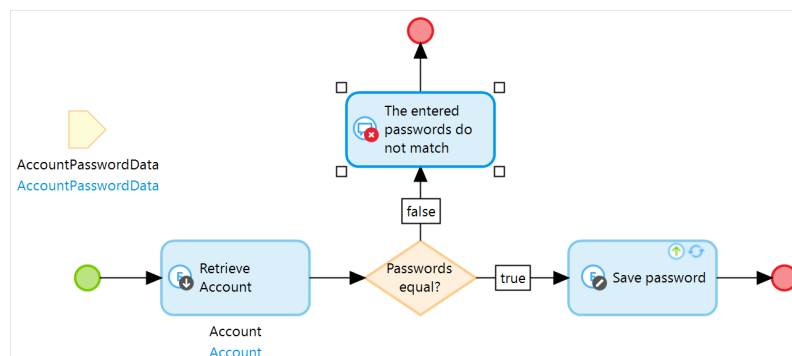 The entered
passwords do
not match
AccountPasswordData
AccountPasswordData
false
Retrieve
Account
Passwords
equal?
true
Save password
Account
Account